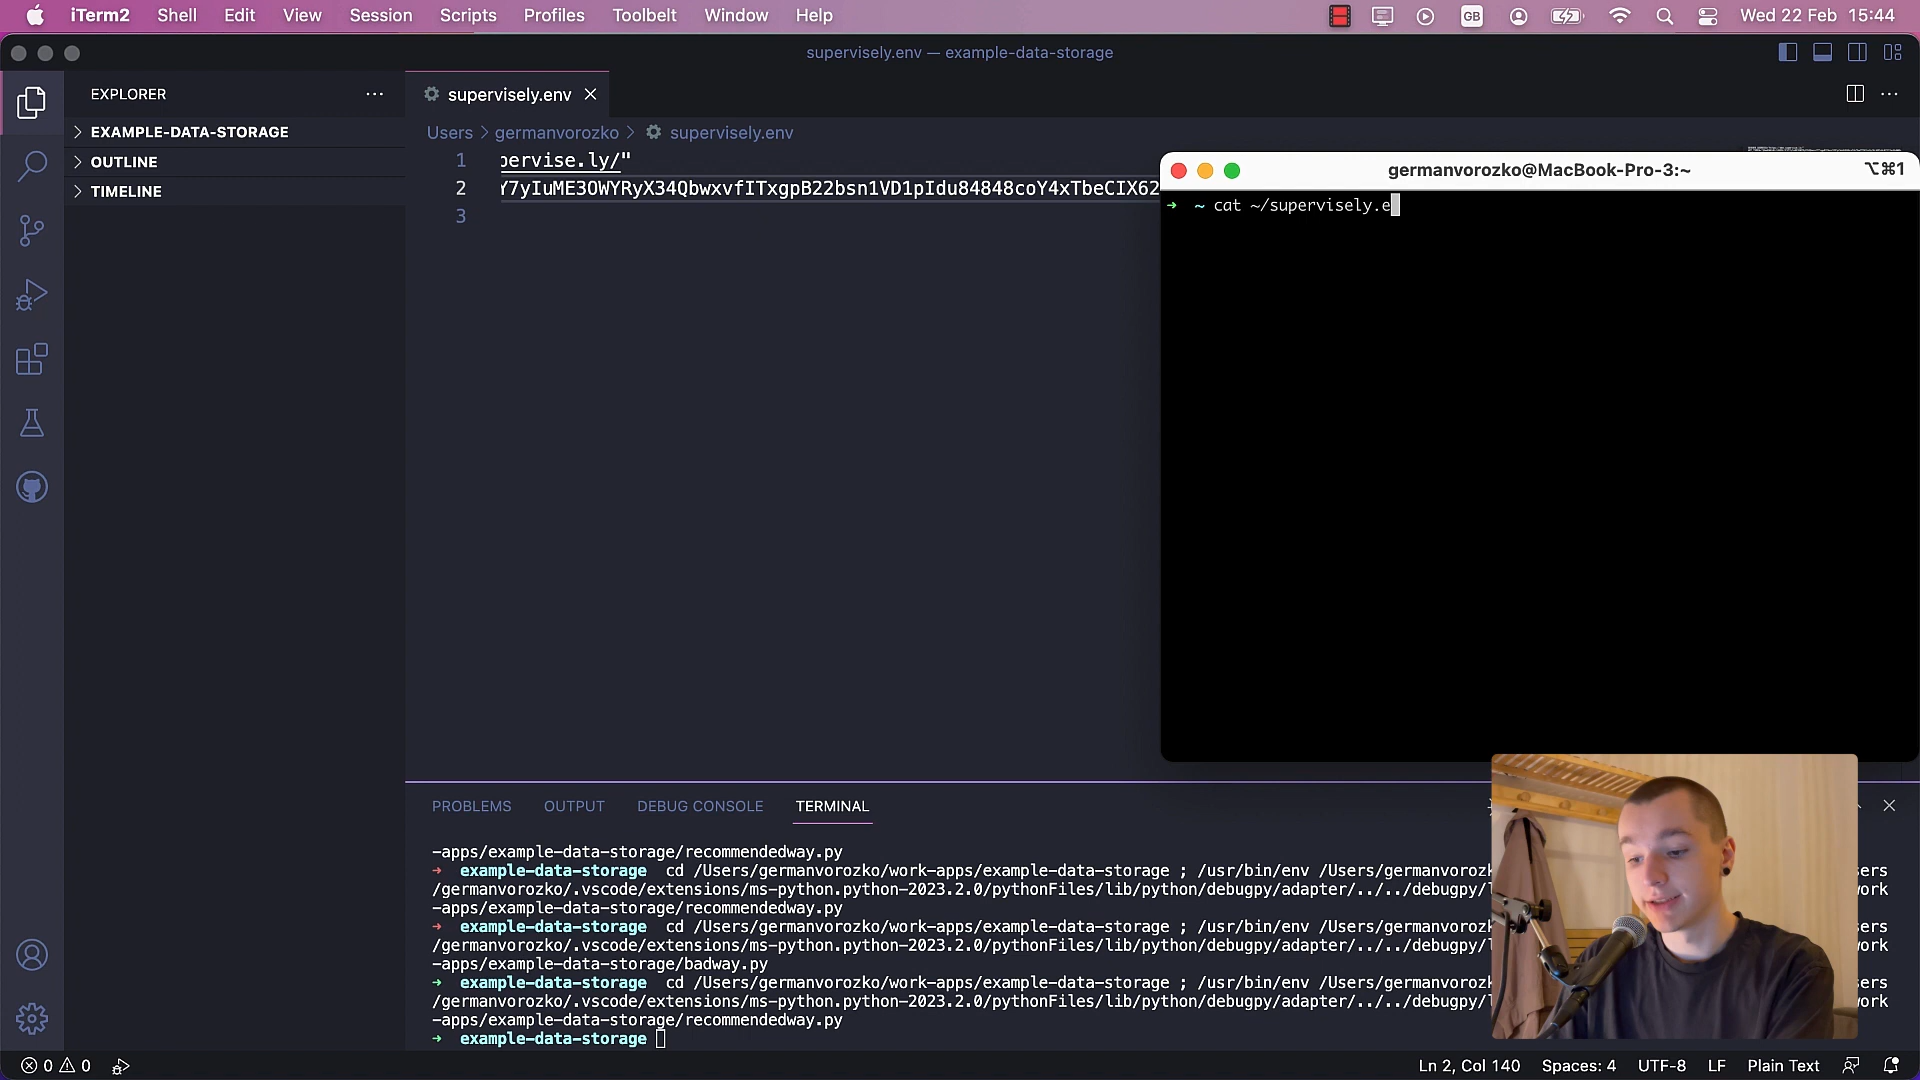 iTerm2 Shell Edit View Session Scripts Profiles Toolbelt Window Help GB Wed 22 Feb 15:44
supervisely.env — example-data-storage
EXPLORER
supervisely.env
EXAMPLE-DATA-STORAGE
OUTLINE
TIMELINE
Users > germanvorozko > supervisely.env
1 pervise.ly/"
2 Y7yIuME3OWYRyX34QbwxvfITxgpB22bsn1VD1pIdu84848coY4xTbeCIX62
3
germanvorozko@MacBook-Pro-3:~ ⌥⌘1
➜ ~ cat ~/supervisely.e
PROBLEMS OUTPUT DEBUG CONSOLE TERMINAL
-apps/example-data-storage/recommendedway.py
➜ example-data-storage cd /Users/germanvorozko/work-apps/example-data-storage ; /usr/bin/env /Users/germanvorozk ers
/germanvorozko/.vscode/extensions/ms-python.python-2023.2.0/pythonFiles/lib/python/debugpy/adapter/../../debugpy/l work
-apps/example-data-storage/recommendedway.py
➜ example-data-storage cd /Users/germanvorozko/work-apps/example-data-storage ; /usr/bin/env /Users/germanvorozk ers
/germanvorozko/.vscode/extensions/ms-python.python-2023.2.0/pythonFiles/lib/python/debugpy/adapter/../../debugpy/l work
-apps/example-data-storage/badway.py
➜ example-data-storage cd /Users/germanvorozko/work-apps/example-data-storage ; /usr/bin/env /Users/germanvorozk sers
/germanvorozko/.vscode/extensions/ms-python.python-2023.2.0/pythonFiles/lib/python/debugpy/adapter/../../debugpy/l work
-apps/example-data-storage/recommendedway.py
➜ example-data-storage
0 0 Ln 2, Col 140 Spaces: 4 UTF-8 LF Plain Text